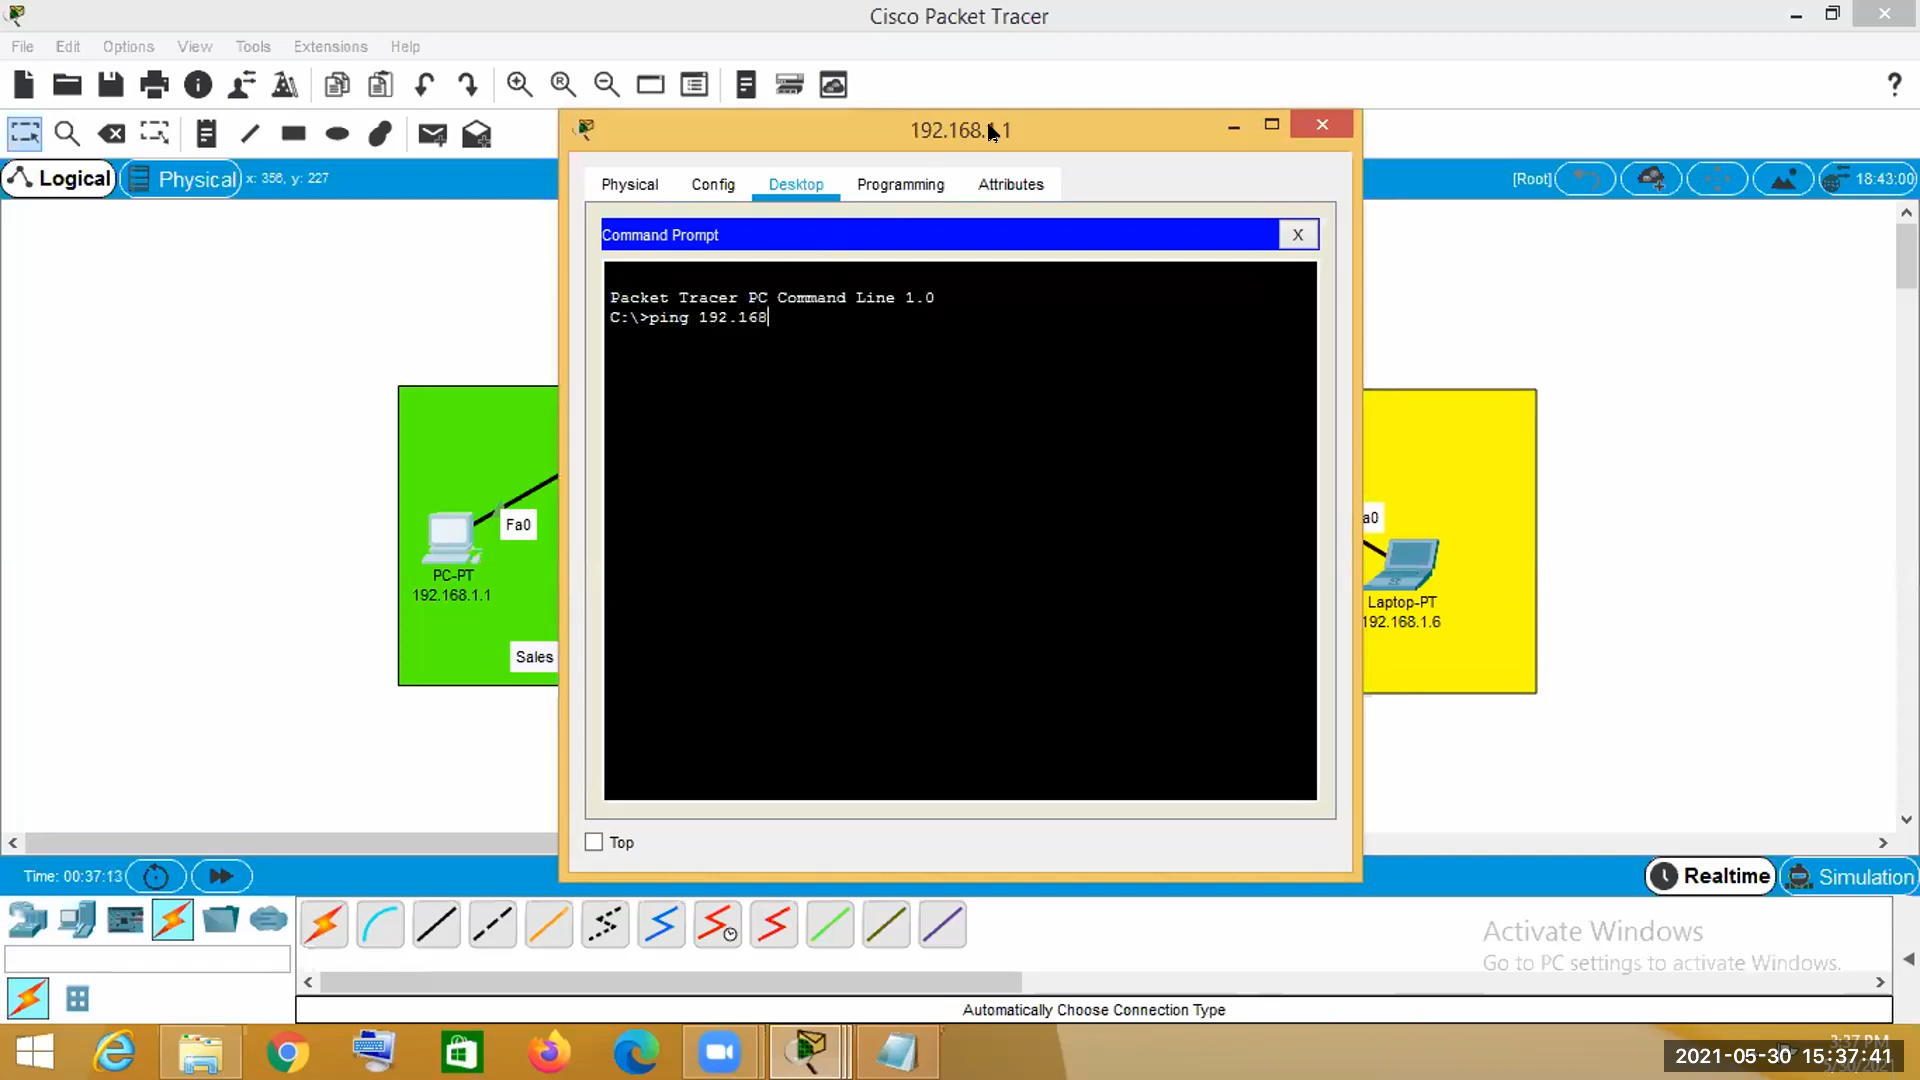 Cisco Packet Tracer
File Edit Options View Tools Extensions Help
192.168.1.1
Logical Physical x: 356, y: 227
[Root] 18:43:00
Physical Config Desktop Programming Attributes
Command Prompt X
Packet Tracer PC Command Line 1.0
C:\>ping 192.168
Fa0
PC-PT
192.168.1.1
Sales
a0
Laptop-PT
192.168.1.6
Top
Time: 00:37:13
Realtime Simulation
Activate Windows
Go to PC settings to activate Windows.
Automatically Choose Connection Type
3:37 PM
2021-05-30 15:37:41